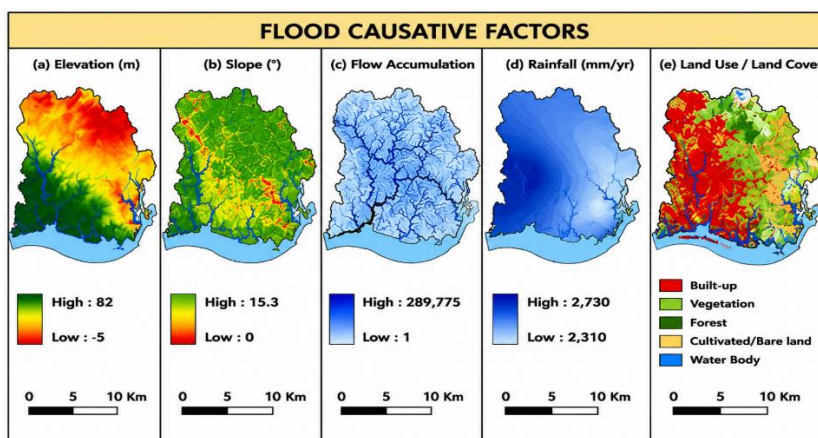 FLOOD CAUSATIVE FACTORS
(a) Elevation (m)
High : 82
Low : -5
0 5 10 Km
(b) Slope (°)
High : 15.3
Low : 0
0 5 10 Km
(c) Flow Accumulation
High : 289,775
Low : 1
0 5 10 Km
(d) Rainfall (mm/yr)
High : 2,730
Low : 2,310
0 5 10 Km
(e) Land Use / Land Cover
Built-up
Vegetation
Forest
Cultivated/Bare land
Water Body
0 5 10 Km